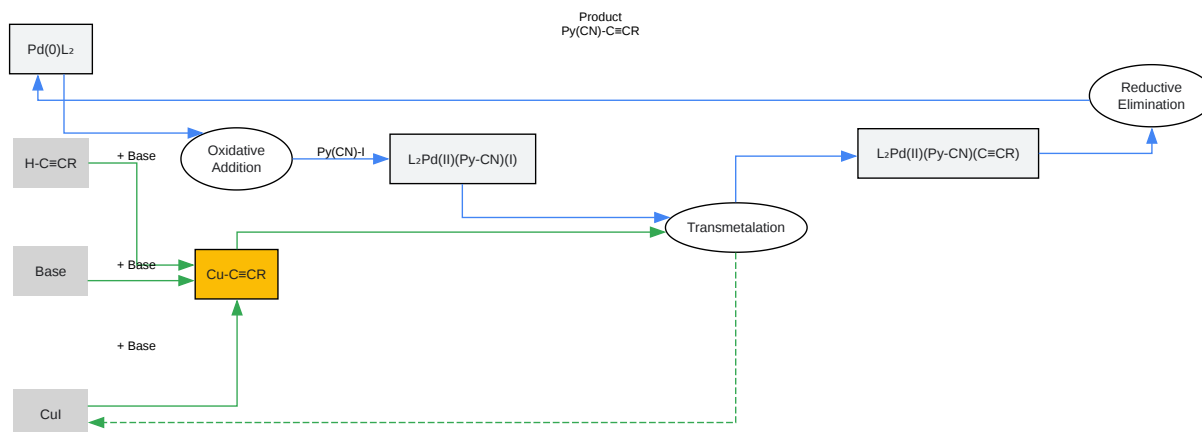 Product
Py(CN)-C≡CR
Pd(0)L₂
Reductive
Elimination
H-C≡CR
+ Base
Oxidative
Addition
Py(CN)-I
L₂Pd(II)(Py-CN)(I)
L₂Pd(II)(Py-CN)(C≡CR)
Transmetalation
Base
+ Base
Cu-C≡CR
+ Base
CuI